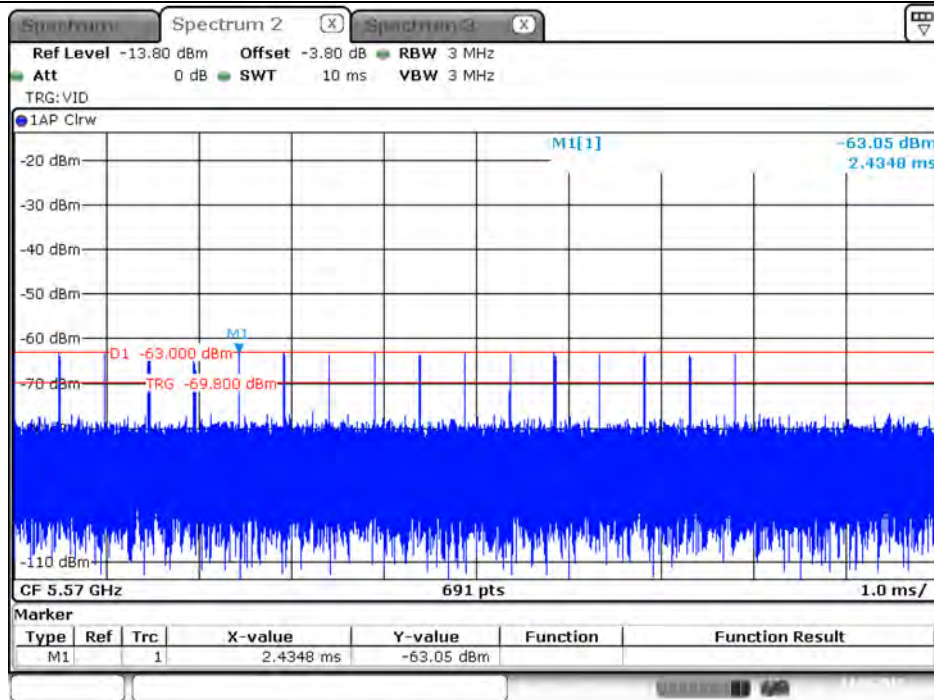 Spectrum Spectrum 2 X Spectrum 3 X
Ref Level -13.80 dBm Offset -3.80 dB RBW 3 MHz
Att 0 dB SWT 10 ms VBW 3 MHz
TRG: VID
1AP Clrw
M1[1] -63.05 dBm
2.4348 ms
-20 dBm
-30 dBm
-40 dBm
-50 dBm
-60 dBm
M1
D1 -63.000 dBm
-70 dBm
TRG -69.800 dBm
-110 dBm
CF 5.57 GHz 691 pts 1.0 ms/
Marker
Type Ref Trc X-value Y-value Function Function Result
M1 1 2.4348 ms -63.05 dBm